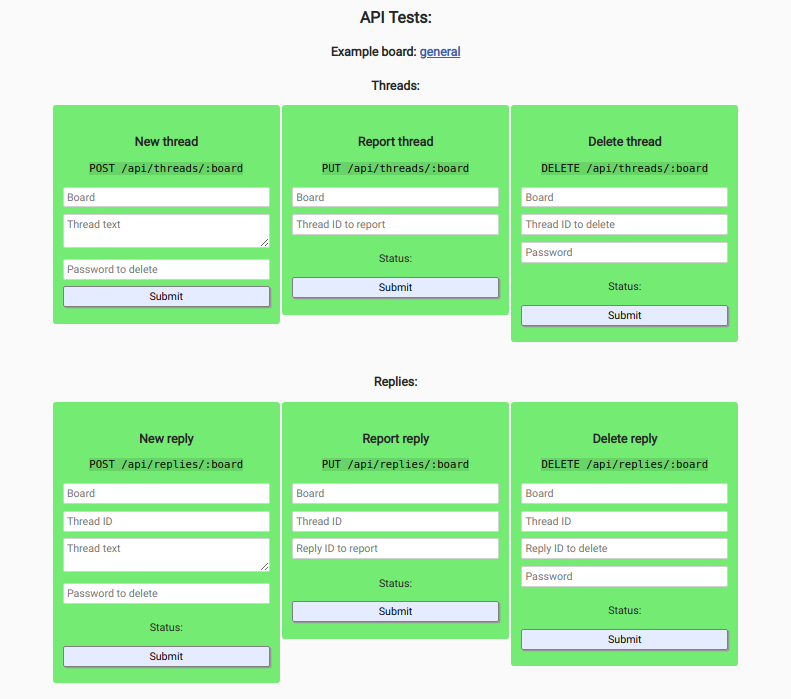 API Tests:
Example board: general
Threads:
New thread
POST /api/threads/:board
Board
Thread text
Password to delete
Submit
Report thread
PUT /api/threads/:board
Board
Thread ID to report
Status:
Submit
Delete thread
DELETE /api/threads/:board
Board
Thread ID to delete
Password
Status:
Submit
Replies:
New reply
POST /api/replies/:board
Board
Thread ID
Thread text
Password to delete
Status:
Submit
Report reply
PUT /api/replies/:board
Board
Thread ID
Reply ID to report
Status:
Submit
Delete reply
DELETE /api/replies/:board
Board
Thread ID
Reply ID to delete
Password
Status:
Submit